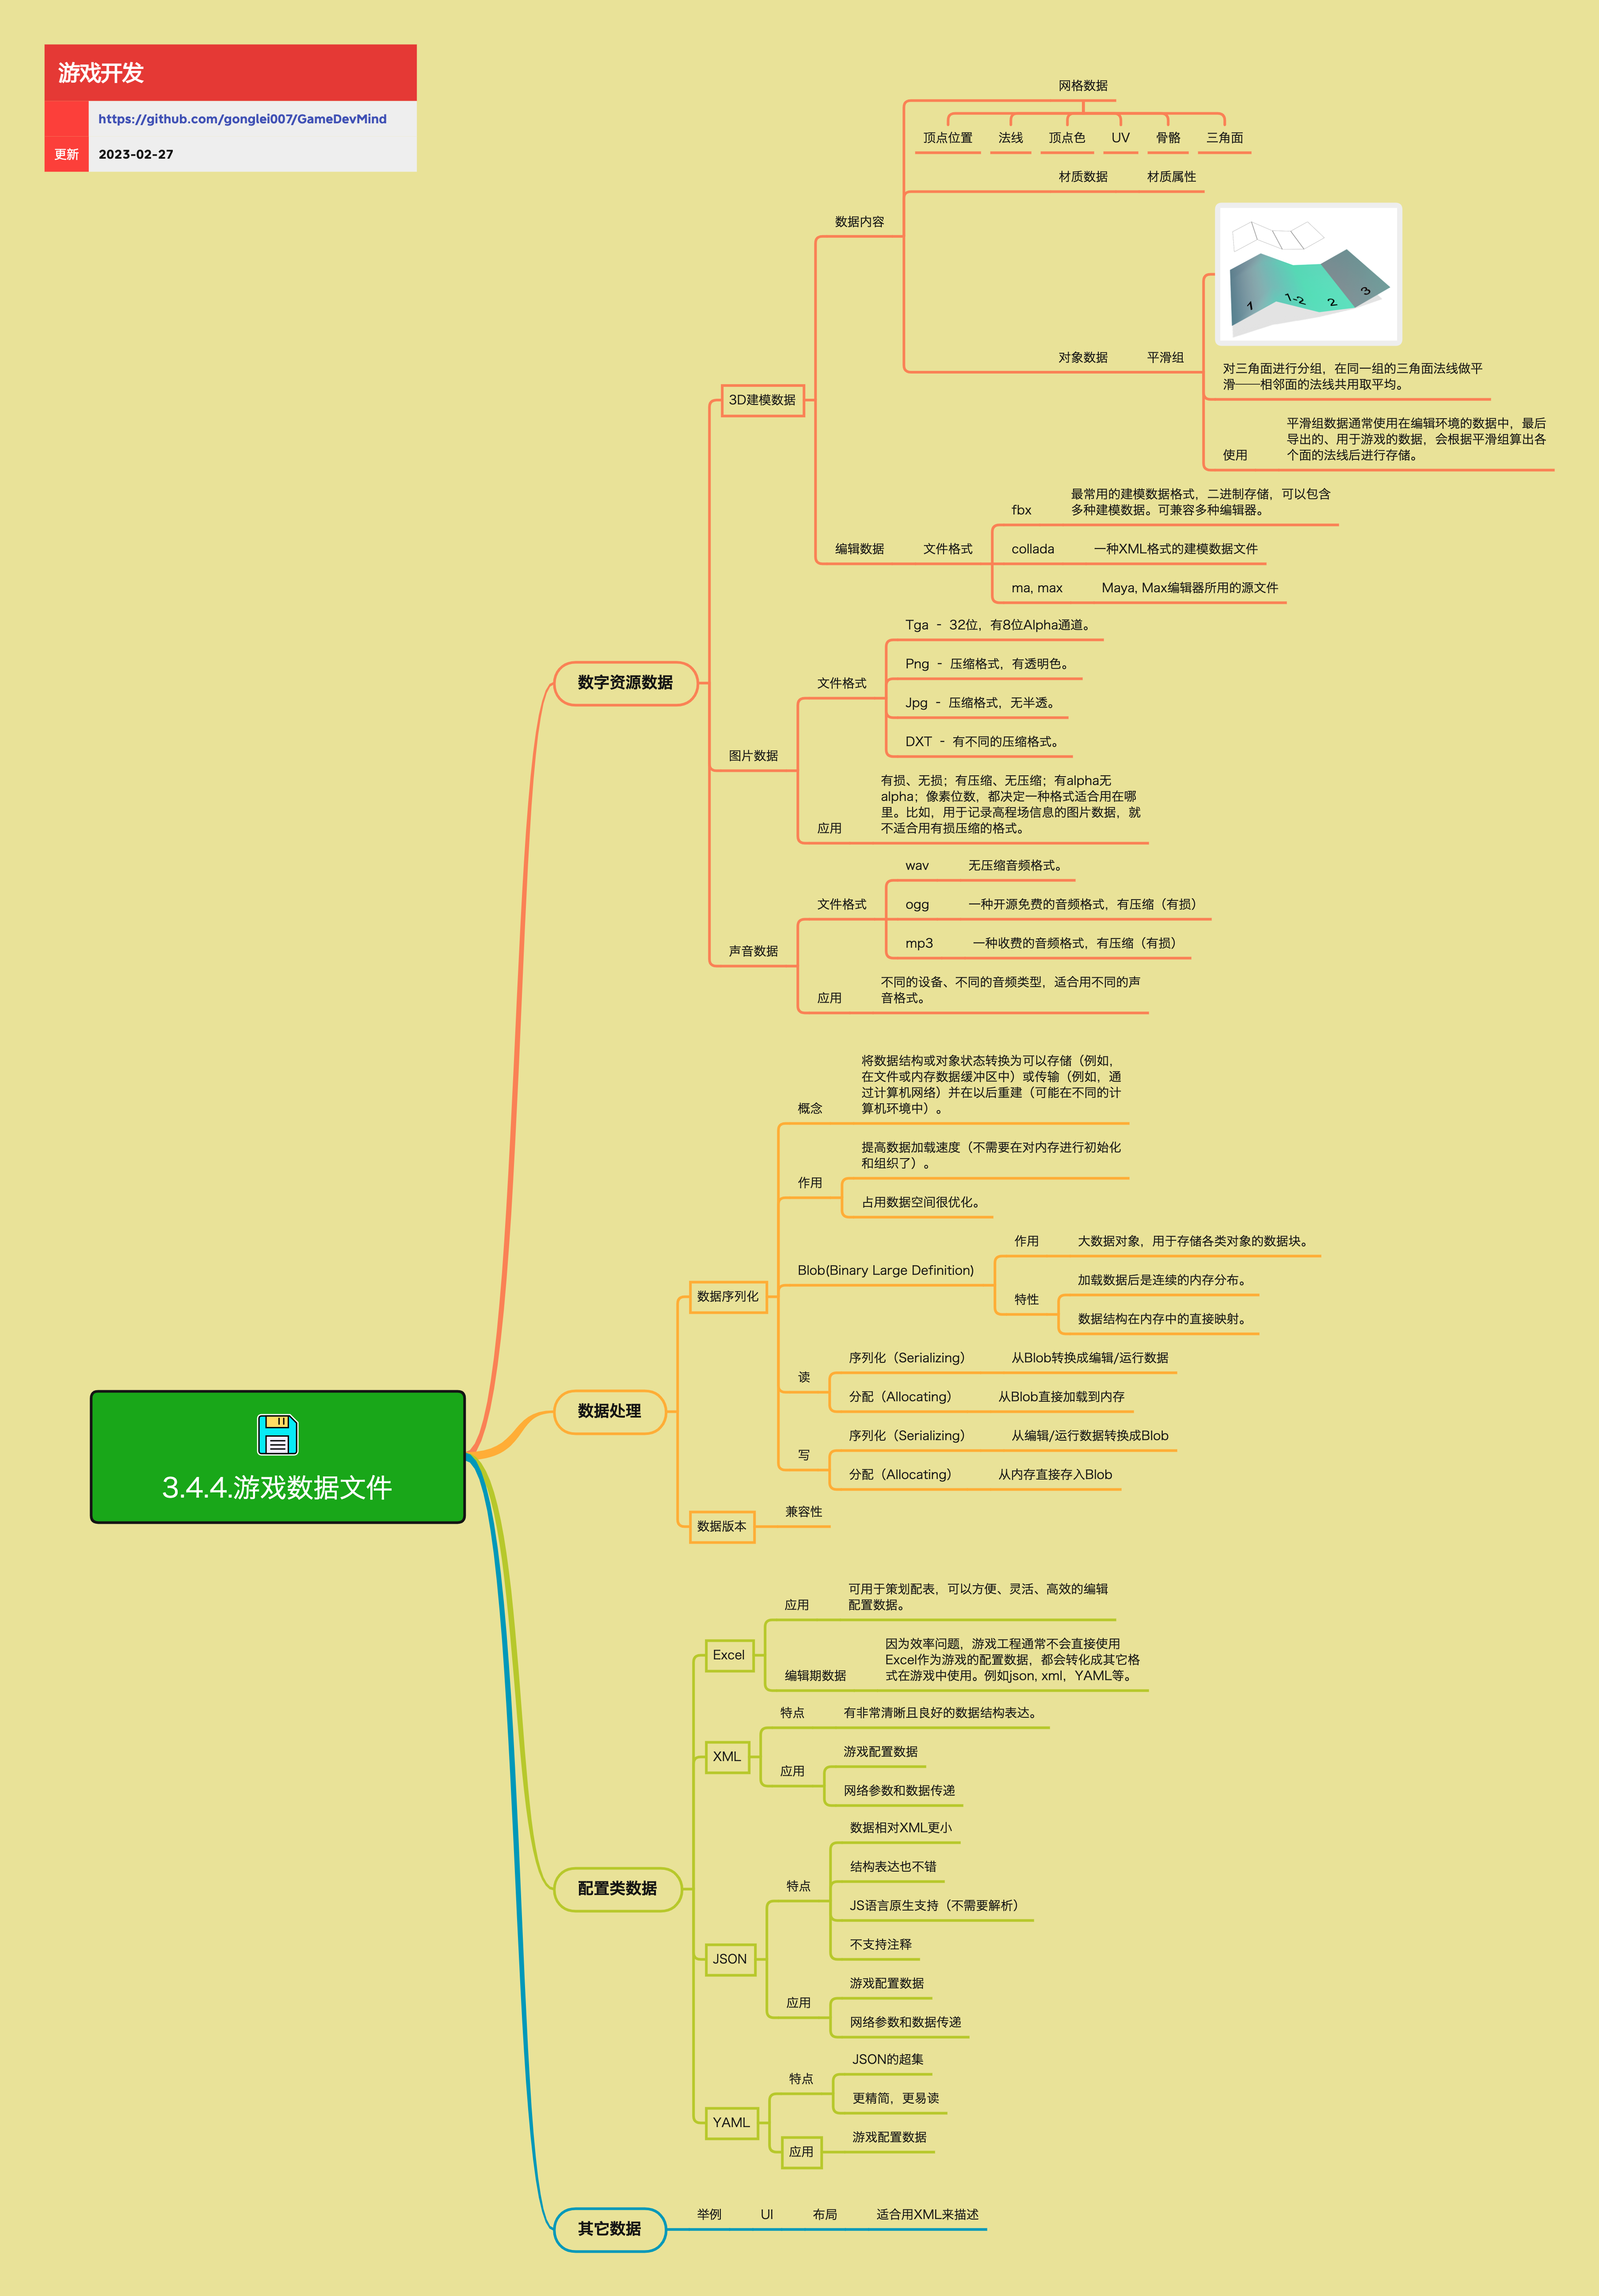 游戏开发
https://github.com/gonglei007/GameDevMind
更新 2023-02-27
3.4.4.游戏数据文件
数字资源数据
3D建模数据
数据内容
网格数据
顶点位置 法线 顶点色 UV 骨骼 三角面
材质数据 材质属性
对象数据 平滑组
1 1-2 2 3
对三角面进行分组，在同一组的三角面法线做平
滑——相邻面的法线共用取平均。
使用
平滑组数据通常使用在编辑环境的数据中，最后
导出的、用于游戏的数据，会根据平滑组算出各
个面的法线后进行存储。
编辑数据 文件格式
fbx
最常用的建模数据格式，二进制存储，可以包含
多种建模数据。可兼容多种编辑器。
collada 一种XML格式的建模数据文件
ma, max Maya, Max编辑器所用的源文件
图片数据
文件格式
Tga - 32位，有8位Alpha通道。
Png - 压缩格式，有透明色。
Jpg - 压缩格式，无半透。
DXT - 有不同的压缩格式。
应用
有损、无损；有压缩、无压缩；有alpha无
alpha；像素位数，都决定一种格式适合用在哪
里。比如，用于记录高程场信息的图片数据，就
不适合用有损压缩的格式。
声音数据
文件格式
wav 无压缩音频格式。
ogg 一种开源免费的音频格式，有压缩（有损）
mp3 一种收费的音频格式，有压缩（有损）
应用
不同的设备、不同的音频类型，适合用不同的声
音格式。
数据处理
数据序列化
概念
将数据结构或对象状态转换为可以存储（例如，
在文件或内存数据缓冲区中）或传输（例如，通
过计算机网络）并在以后重建（可能在不同的计
算机环境中）。
作用
提高数据加载速度（不需要在对内存进行初始化
和组织了）。
占用数据空间很优化。
Blob(Binary Large Definition)
作用 大数据对象，用于存储各类对象的数据块。
特性
加载数据后是连续的内存分布。
数据结构在内存中的直接映射。
读
序列化（Serializing） 从Blob转换成编辑/运行数据
分配（Allocating） 从Blob直接加载到内存
写
序列化（Serializing） 从编辑/运行数据转换成Blob
分配（Allocating） 从内存直接存入Blob
数据版本 兼容性
配置类数据
Excel
应用
可用于策划配表，可以方便、灵活、高效的编辑
配置数据。
编辑期数据
因为效率问题，游戏工程通常不会直接使用
Excel作为游戏的配置数据，都会转化成其它格
式在游戏中使用。例如json, xml，YAML等。
XML
特点 有非常清晰且良好的数据结构表达。
应用
游戏配置数据
网络参数和数据传递
JSON
特点
数据相对XML更小
结构表达也不错
JS语言原生支持（不需要解析）
不支持注释
应用
游戏配置数据
网络参数和数据传递
YAML
特点
JSON的超集
更精简，更易读
应用 游戏配置数据
其它数据 举例 UI 布局 适合用XML来描述